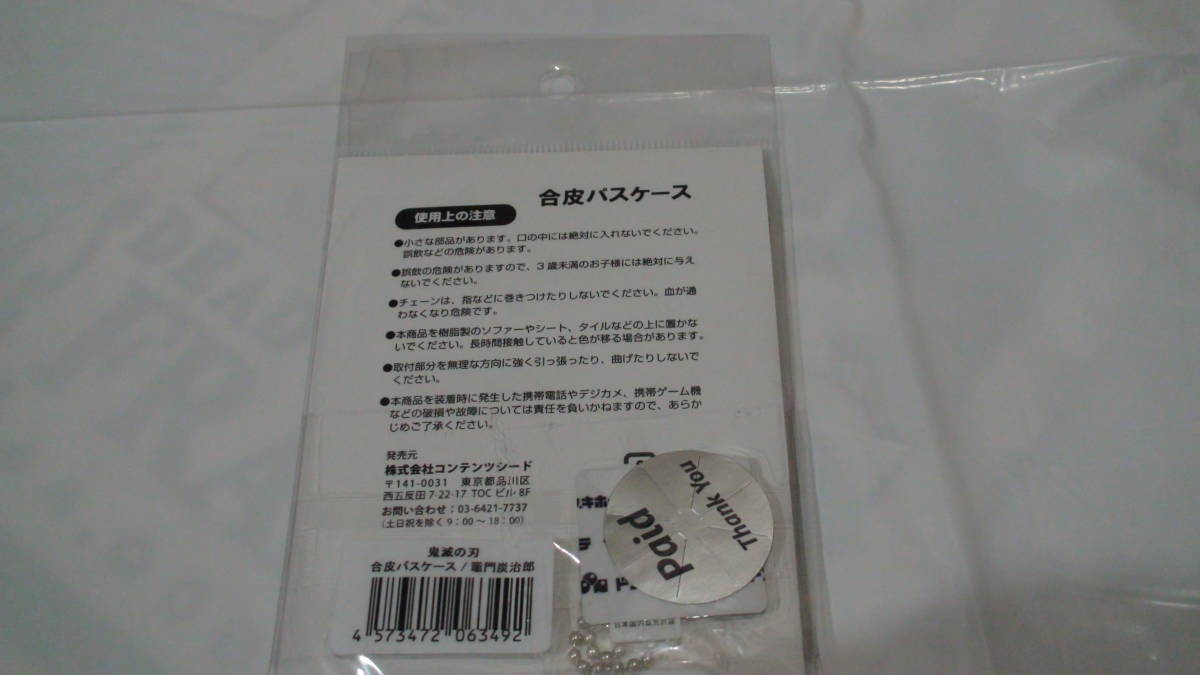 合皮パスケース
使用上の注意
●小さな部品があります。口の中には絶対に入れないでください。
誤飲などの危険があります。
●誤飲の危険がありますので、3歳未満のお子様には絶対に与え
ないでください。
●チェーンは、指などに巻きつけたりしないでください。血が通
わなくなり危険です。
●本商品を樹脂製のソファーやシート、タイルなどの上に置かな
いでください。長時間接触していると色が移る場合があります。
●取付部分を無理な方向に強く引っ張ったり、曲げたりしないで
ください。
●本商品を装着時に発生した携帯電話やデジカメ、携帯ゲーム機
などの破損や故障については責任を負いかねますので、あらか
じめご了承ください。
発売元
株式会社コンテンツシード
〒141-0031 東京都品川区
西五反田 7-22-17 TOC ビル 8F
お問い合わせ：03-6421-7737
（土日祝を除く 9：00 〜 18：00）
鬼滅の刃
合皮パスケース / 竈門炭治郎
4 573472 063492
Thank You
Paid